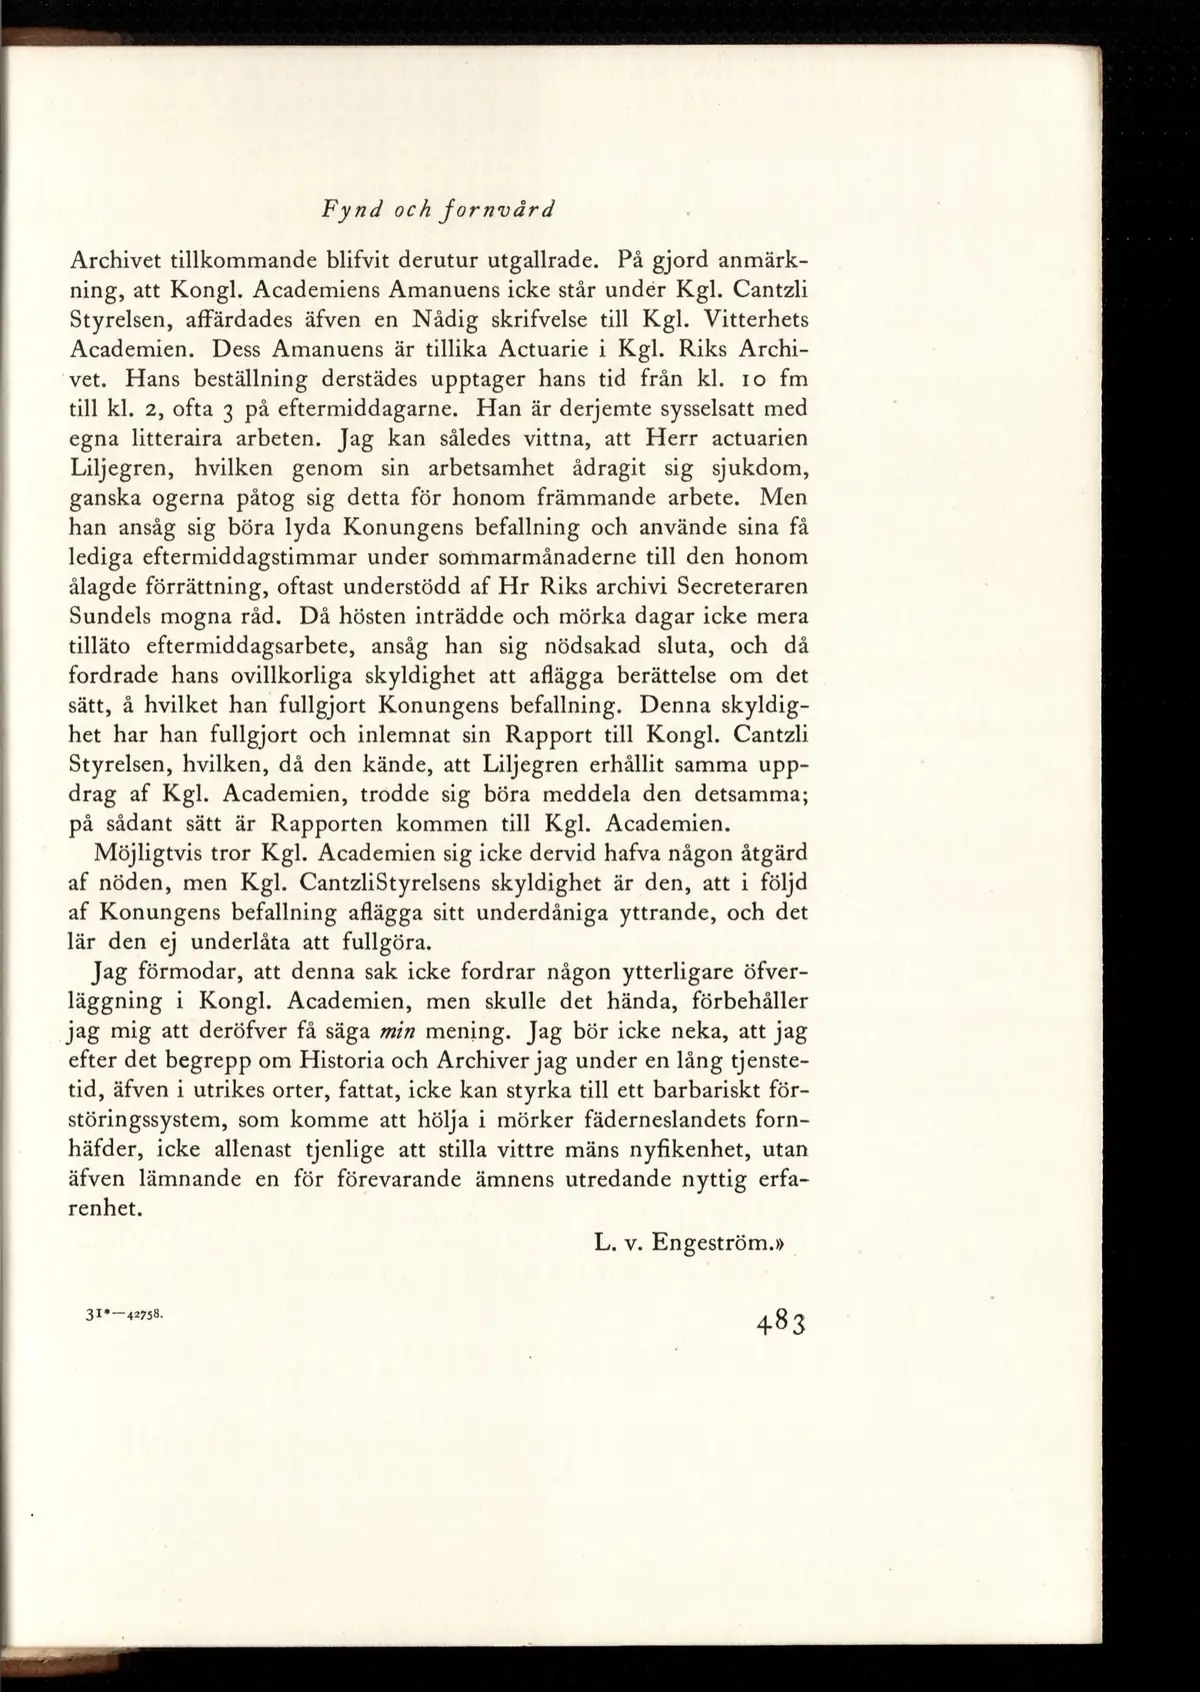 Fynd och fornvård
Archivet tillkommande blifvit derutur utgallrade. På gjord anmärk-
ning, att Kongl. Academiens Amanuens icke står under Kgl. Cantzli
Styrelsen, affärdades äfven en Nådig skrifvelse till Kgl. Vitterhets
Academien. Dess Amanuens är tillika Actuarie i Kgl. Riks Archi-
vet. Hans beställning derstädes upptager hans tid från kl. 10 fm
till kl. 2, ofta 3 på eftermiddagarne. Han är derjemte sysselsatt med
egna litteraira arbeten. Jag kan således vittna, att Herr actuarien
Liljegren, hvilken genom sin arbetsamhet ådragit sig sjukdom,
ganska ogerna påtog sig detta för honom främmande arbete. Men
han ansåg sig böra lyda Konungens befallning och använde sina få
lediga eftermiddagstimmar under sommarmånaderne till den honom
ålagde förrättning, oftast understödd af Hr Riks archivi Secreteraren
Sundels mogna råd. Då hösten inträdde och mörka dagar icke mera
tilläto eftermiddagsarbete, ansåg han sig nödsakad sluta, och då
fordrade hans ovillkorliga skyldighet att aflägga berättelse om det
sätt, å hvilket han fullgjort Konungens befallning. Denna skyldig-
het har han fullgjort och inlemnat sin Rapport till Kongl. Cantzli
Styrelsen, hvilken, då den kände, att Liljegren erhållit samma upp-
drag af Kgl. Academien, trodde sig böra meddela den detsamma;
på sådant sätt är Rapporten kommen till Kgl. Academien.
Möjligtvis tror Kgl. Academien sig icke dervid hafva någon åtgärd
af nöden, men Kgl. CantzliStyrelsens skyldighet är den, att i följd
af Konungens befallning aflägga sitt underdåniga yttrande, och det
lär den ej underlåta att fullgöra.
Jag förmodar, att denna sak icke fordrar någon ytterligare öfver-
läggning i Kongl. Academien, men skulle det hända, förbehåller
jag mig att deröfver få säga min mening. Jag bör icke neka, att jag
efter det begrepp om Historia och Archiver jag under en lång tjenste-
tid, äfven i utrikes orter, fattat, icke kan styrka till ett barbariskt för-
störingssystem, som komme att hölja i mörker fäderneslandets forn-
häfder, icke allenast tjenlige att stilla vittre mäns nyfikenhet, utan
äfven lämnande en för förevarande ämnens utredande nyttig erfa-
renhet.
L. v. Engeström.»
31*—42758.
483